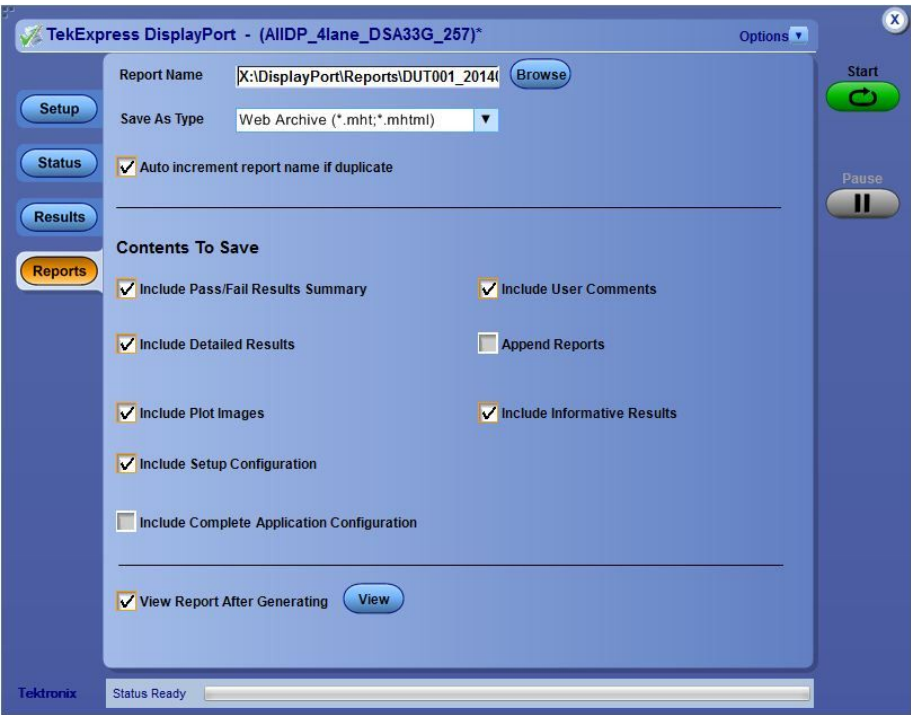 TekExpress DisplayPort - (AllDP_4lane_DSA33G_257)*
Options
X
Report Name X:\DisplayPort\Reports\DUT001_2014( Browse
Start
Setup
Save As Type Web Archive (*.mht;*.mhtml)
Status
Auto increment report name if duplicate
Pause
Results
Contents To Save
Reports
Include Pass/Fail Results Summary
Include User Comments
Include Detailed Results
Append Reports
Include Plot Images
Include Informative Results
Include Setup Configuration
Include Complete Application Configuration
View Report After Generating View
Tektronix
Status Ready